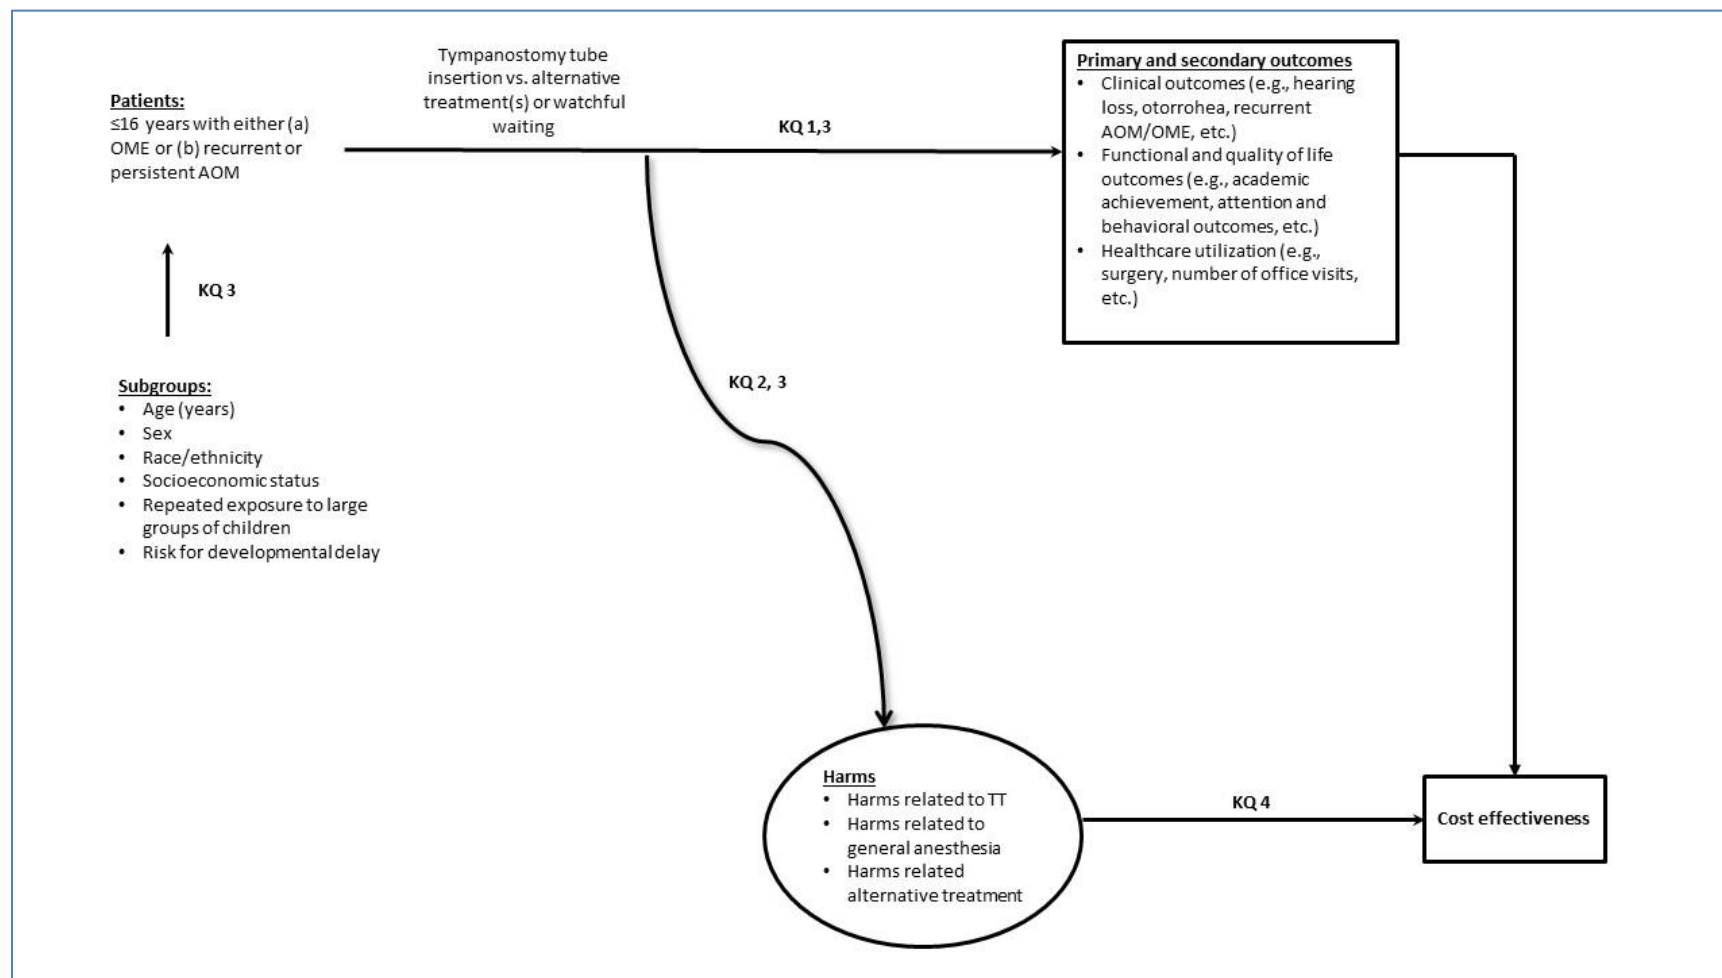 Patients:
≤16 years with either (a)
OME or (b) recurrent or
persistent AOM
Tympanostomy tube
insertion vs. alternative
treatment(s) or watchful
waiting
KQ 1,3
Primary and secondary outcomes
• Clinical outcomes (e.g., hearing
loss, otorrohea, recurrent
AOM/OME, etc.)
• Functional and quality of life
outcomes (e.g., academic
achievement, attention and
behavioral outcomes, etc.)
• Healthcare utilization (e.g.,
surgery, number of office visits,
etc.)
KQ 3
Subgroups:
• Age (years)
• Sex
• Race/ethnicity
• Socioeconomic status
• Repeated exposure to large
groups of children
• Risk for developmental delay
KQ 2, 3
Harms
• Harms related to TT
• Harms related to
general anesthesia
• Harms related
alternative treatment
KQ 4
Cost effectiveness